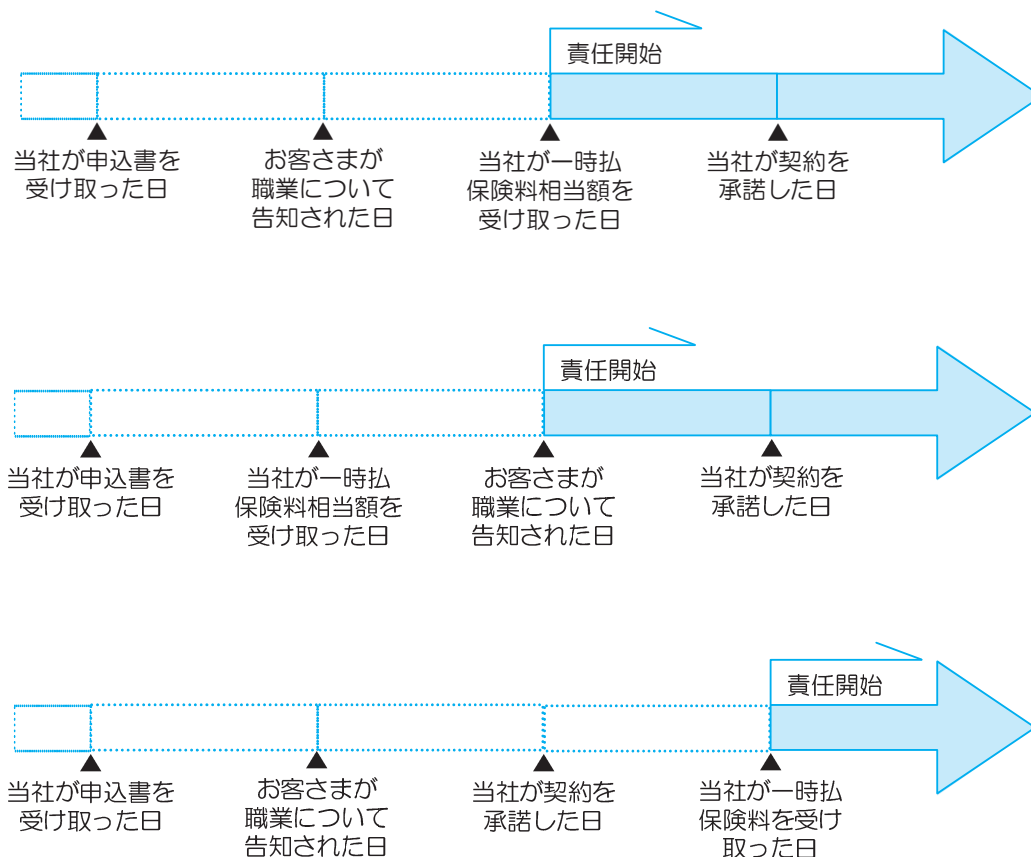 責任開始
当社が申込書を
受け取った日
お客さまが
職業について
告知された日
当社が一時払
保険料相当額を
受け取った日
当社が契約を
承諾した日
責任開始
当社が申込書を
受け取った日
当社が一時払
保険料相当額を
受け取った日
お客さまが
職業について
告知された日
当社が契約を
承諾した日
責任開始
当社が申込書を
受け取った日
お客さまが
職業について
告知された日
当社が契約を
承諾した日
当社が一時払
保険料を受け
取った日